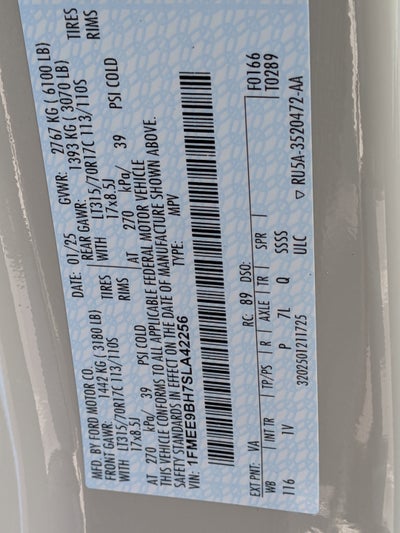 MFD BY FORD MOTOR CO.
DATE: 01/25 GVWR: 2767 KG ( 6100 LB)
FRONT GAWR: 1442 KG ( 3180 LB) REAR GAWR: 1393 KG ( 3070 LB)
WITH LT315/70R17C 113/110S TIRES WITH LT315/70R17C 113/110S TIRES
17x8.5J RIMS 17x8.5J RIMS
AT 270 kPa/ 39 PSI COLD AT 270 kPa/ 39 PSI COLD
THIS VEHICLE CONFORMS TO ALL APPLICABLE FEDERAL MOTOR VEHICLE
SAFETY STANDARDS IN EFFECT ON THE DATE OF MANUFACTURE SHOWN ABOVE.
VIN: 1FMEE9BH7SLA42256 TYPE: MPV
F0166
T0289
EXT PNT: VA RC: 89 DSO:
WB INT TR TP/PS R AXLE TR SPR
116 1V P 7L Q SSSS
3202501211725 ULC
▽ RU5A-3520472-AA